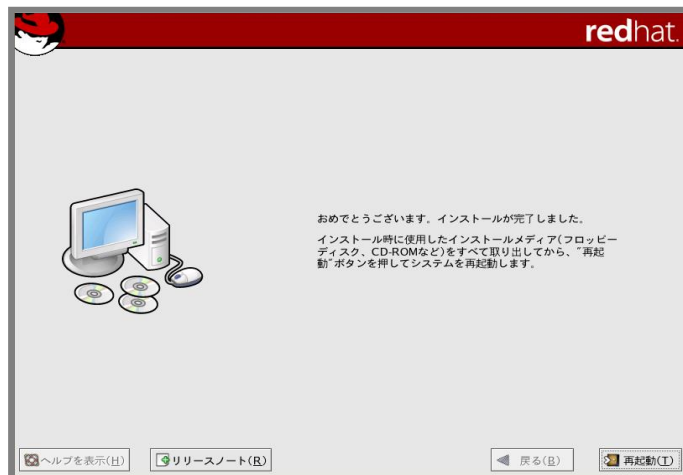 redhat.
おめでとうございます。インストールが完了しました。
インストール時に使用したインストールメディア(フロッピー
ディスク、CD-ROMなど)をすべて取り出してから、"再起
動"ボタンを押してシステムを再起動します。
ヘルプを表示(H) リリースノート(R) 戻る(B) 再起動(T)